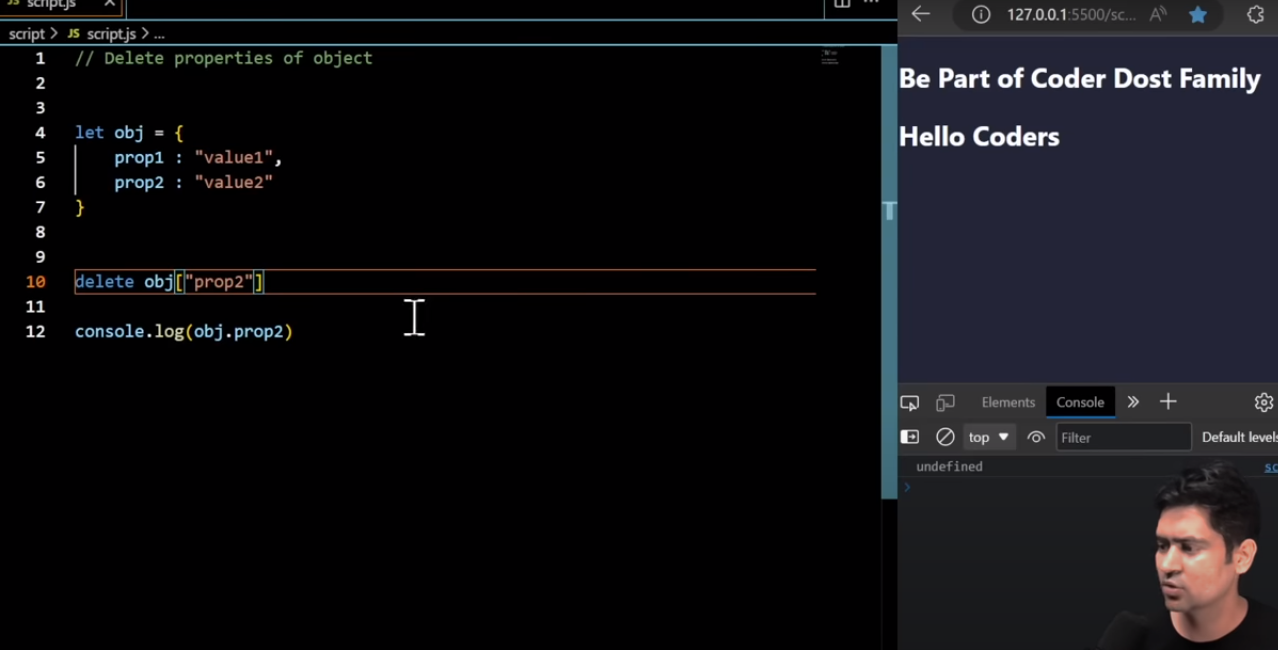 JS script.js ×
script > JS script.js > ...
1 // Delete properties of object
2
3
4 let obj = {
5 prop1 : "value1",
6 prop2 : "value2"
7 }
8
9
10 delete obj["prop2"]
11
12 console.log(obj.prop2)
T
127.0.0.1:5500/sc...
Be Part of Coder Dost Family
Hello Coders
Elements Console
top Filter Default levels
undefined sc